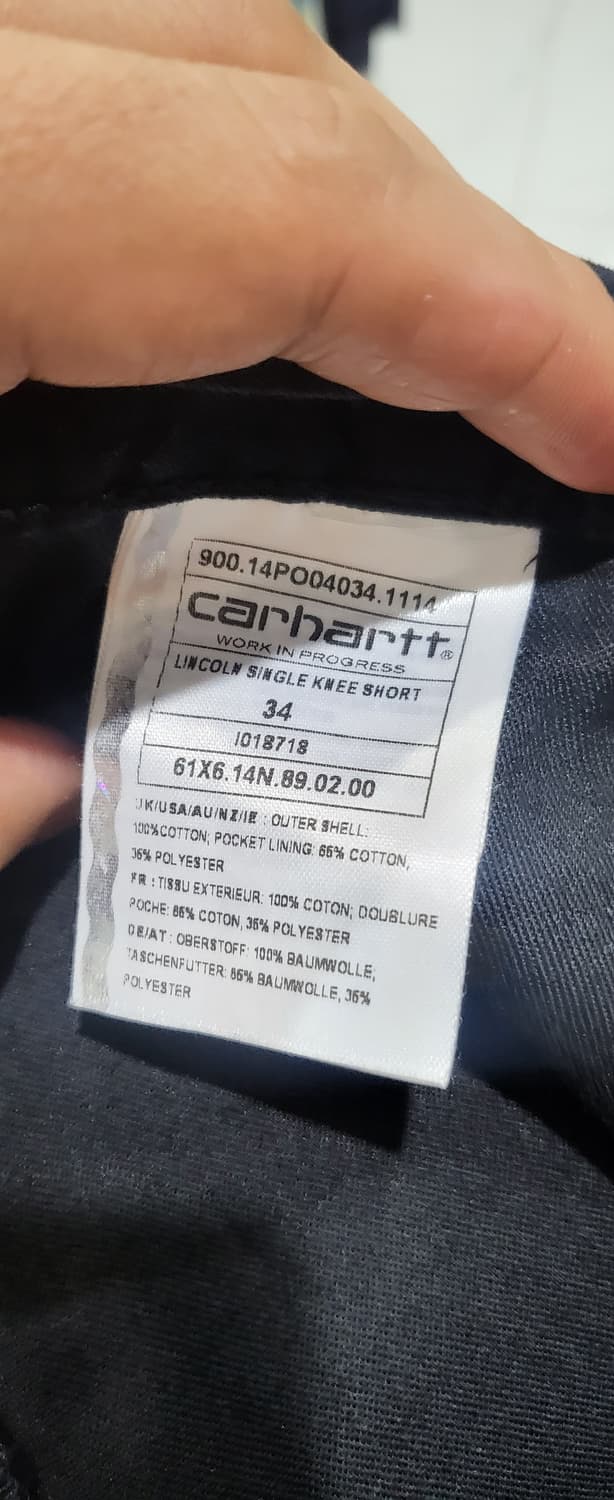 900.14PO04034.1114
carhartt®
WORK IN PROGRESS
LINCOLN SINGLE KNEE SHORT
34
I018718
61X6.14N.89.02.00
UK/USA/AU/NZ/IE : OUTER SHELL:
100%COTTON; POCKET LINING: 65% COTTON,
35% POLYESTER
FR : TISSU EXTERIEUR: 100% COTON; DOUBLURE
POCHE: 65% COTON, 35% POLYESTER
DE/AT : OBERSTOFF: 100% BAUMWOLLE;
TASCHENFUTTER: 65% BAUMWOLLE, 35%
POLYESTER